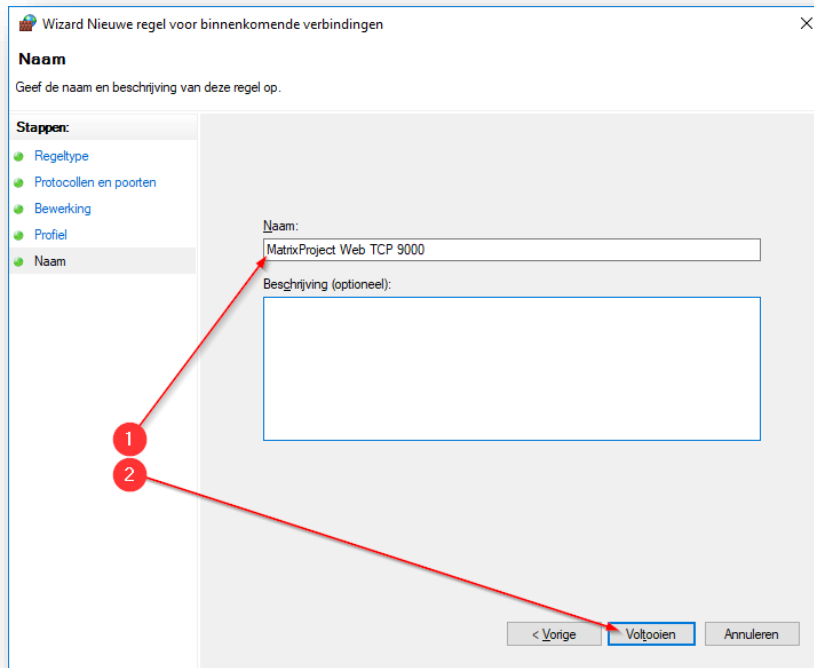 Wizard Nieuwe regel voor binnenkomende verbindingen
Naam
Geef de naam en beschrijving van deze regel op.
Stappen:
Regeltype
Protocollen en poorten
Bewerking
Profiel
Naam
Naam:
MatrixProject Web TCP 9000
Beschrijving (optioneel):
1
2
< Vorige
Voltooien
Annuleren